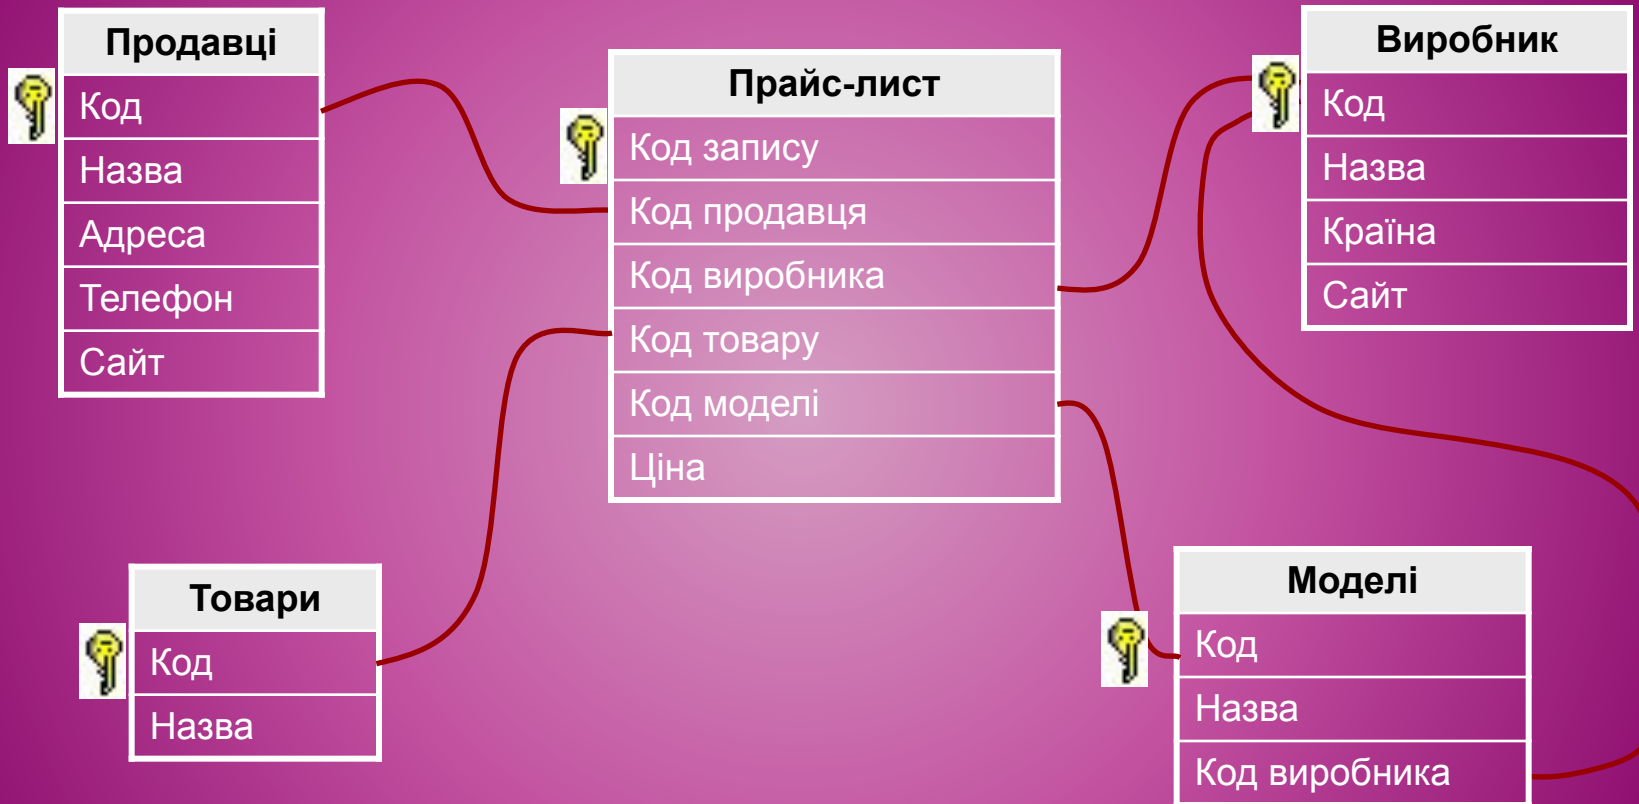 Продавці
Код
Назва
Адреса
Телефон
Сайт
Прайс-лист
Код запису
Код продавця
Код виробника
Код товару
Код моделі
Ціна
Виробник
Код
Назва
Країна
Сайт
Товари
Код
Назва
Моделі
Код
Назва
Код виробника